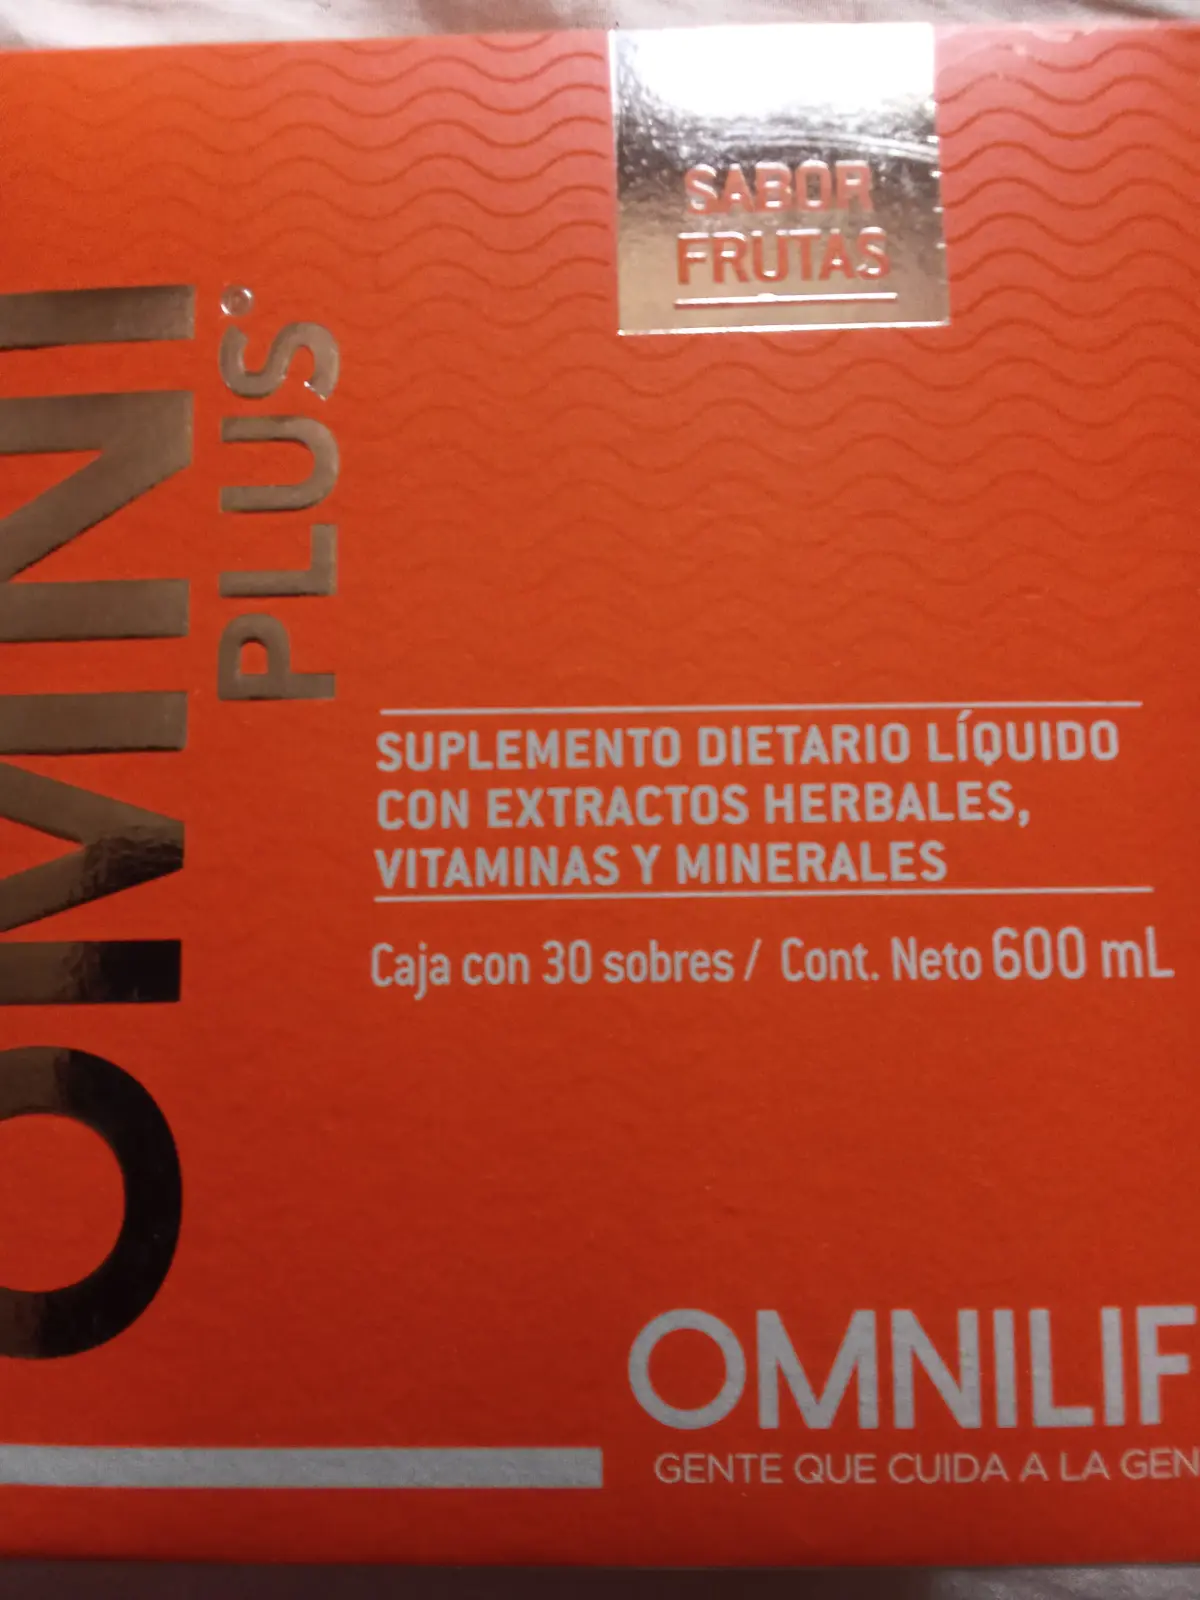 SABOR
FRUTAS
OMNI
PLUS®
SUPLEMENTO DIETARIO LÍQUIDO
CON EXTRACTOS HERBALES,
VITAMINAS Y MINERALES
Caja con 30 sobres / Cont. Neto 600 mL
OMNILIF
GENTE QUE CUIDA A LA GEN